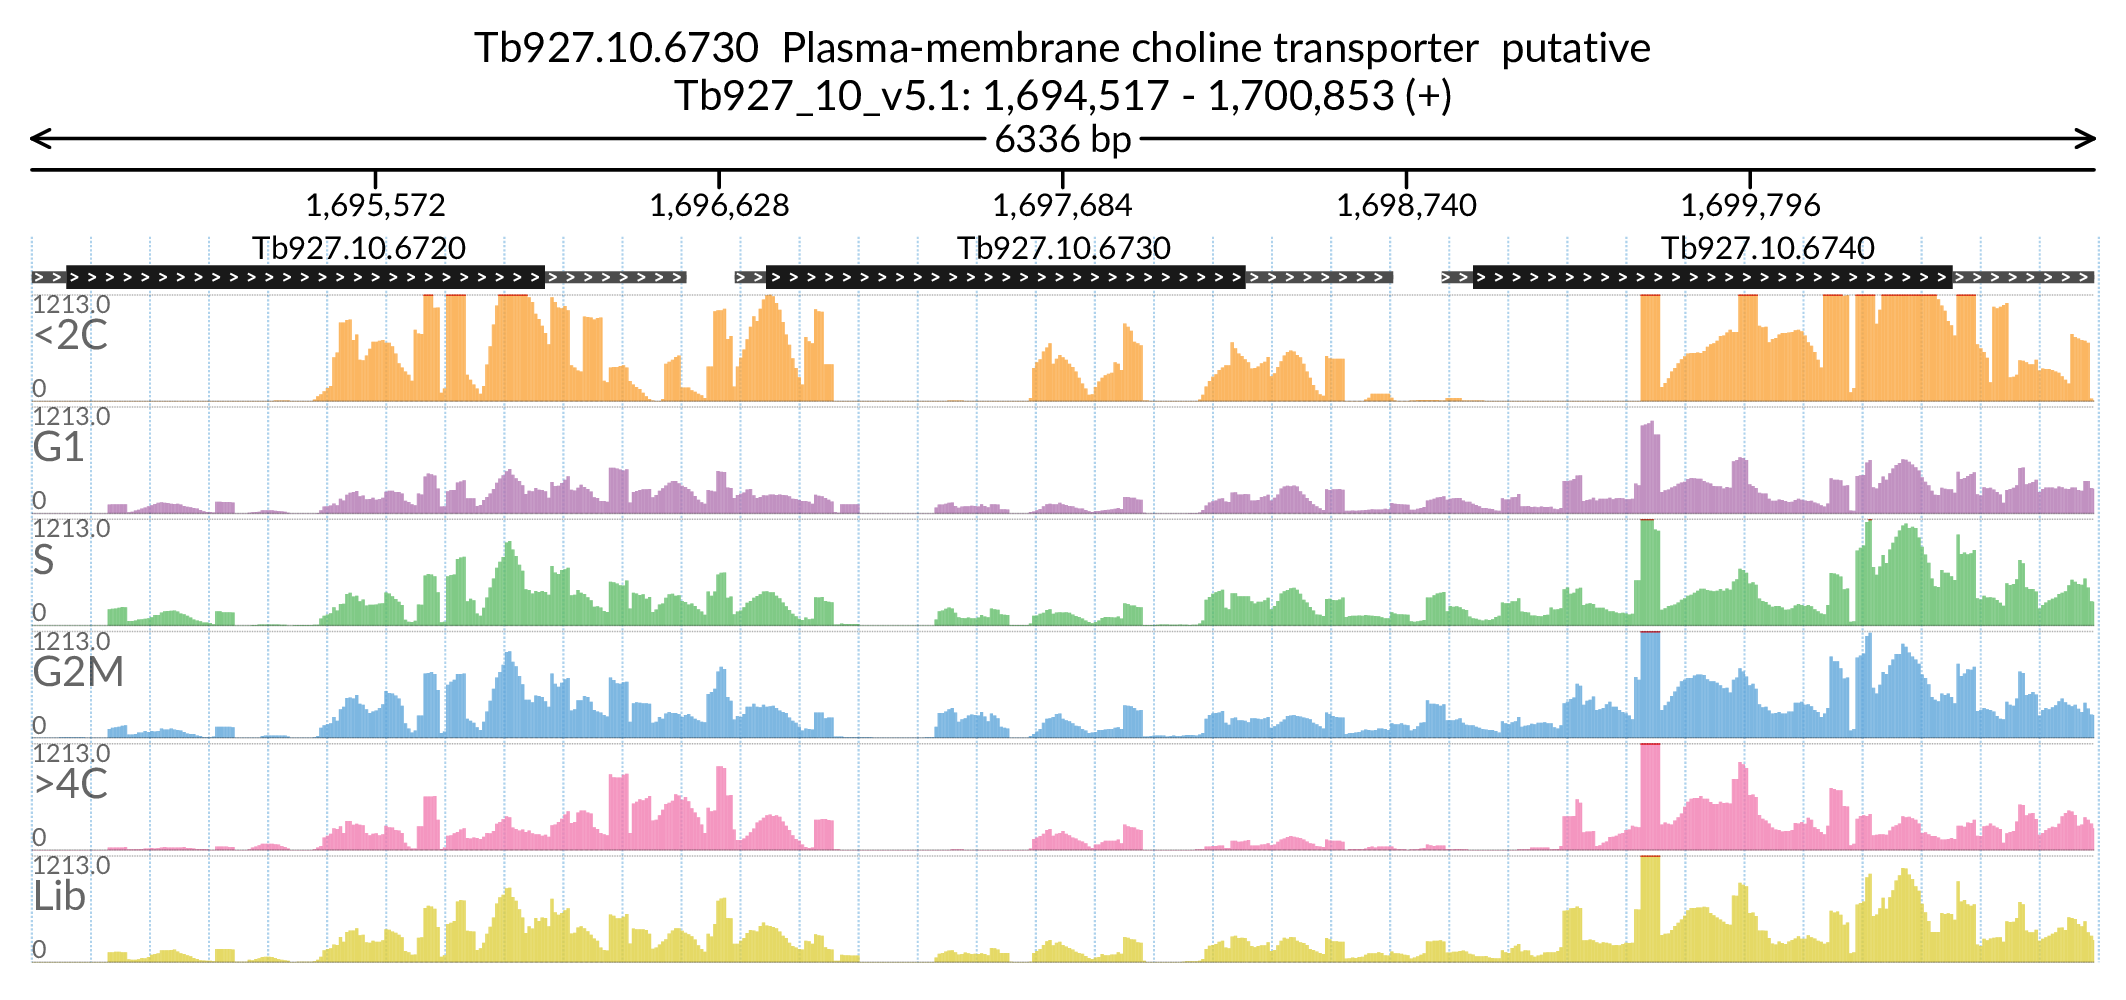 Tb927.10.6730  Plasma-membrane choline transporter  putative
Tb927_10_v5.1: 1,694,517 - 1,700,853 (+)
6336 bp
1,695,572 1,696,628 1,697,684 1,698,740 1,699,796
Tb927.10.6720 Tb927.10.6730 Tb927.10.6740
1213.0
<2C
0
1213.0
G1
0
1213.0
S
0
1213.0
G2M
0
1213.0
>4C
0
1213.0
Lib
0